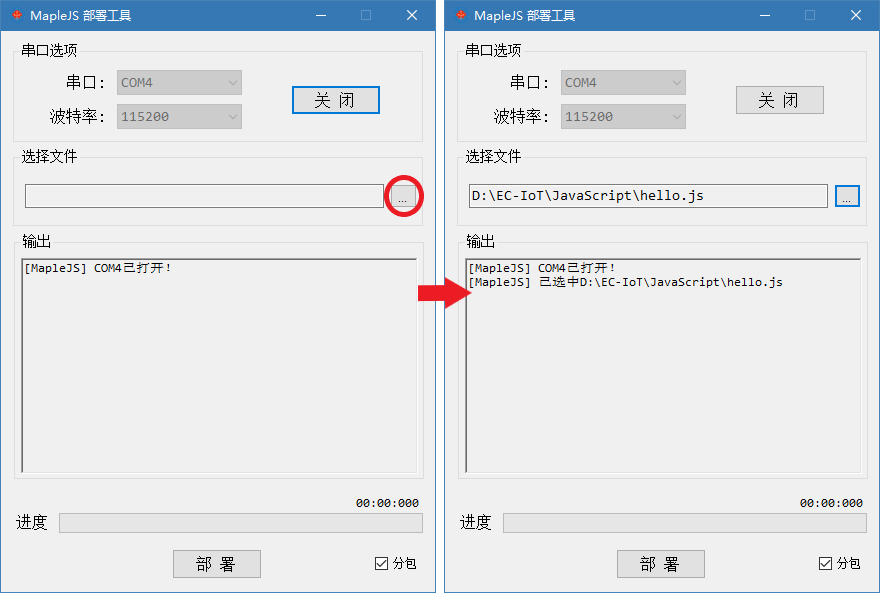 MapleJS 部署工具
串口选项
串口: COM4
波特率: 115200
关 闭
选择文件
...
输出
[MapleJS] COM4已打开!
00:00:000
进度
部 署
分包
MapleJS 部署工具
串口选项
串口: COM4
波特率: 115200
关 闭
选择文件
D:\EC-IoT\JavaScript\hello.js
...
输出
[MapleJS] COM4已打开!
[MapleJS] 已选中D:\EC-IoT\JavaScript\hello.js
00:00:000
进度
部 署
分包